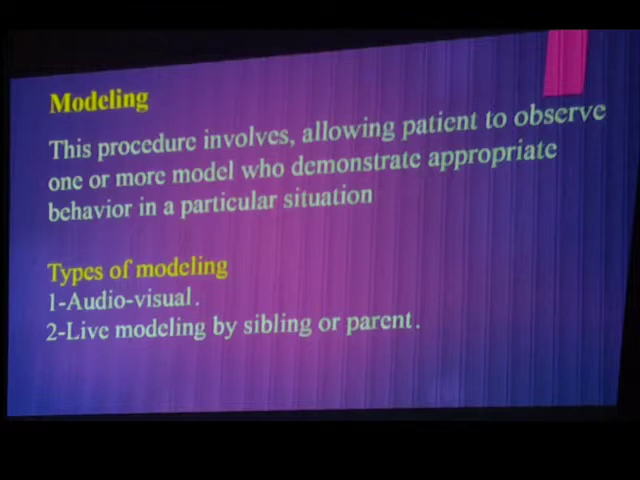 Modeling
This procedure involves, allowing patient to observe
one or more model who demonstrate appropriate
behavior in a particular situation
Types of modeling
1-Audio-visual.
2-Live modeling by sibling or parent.